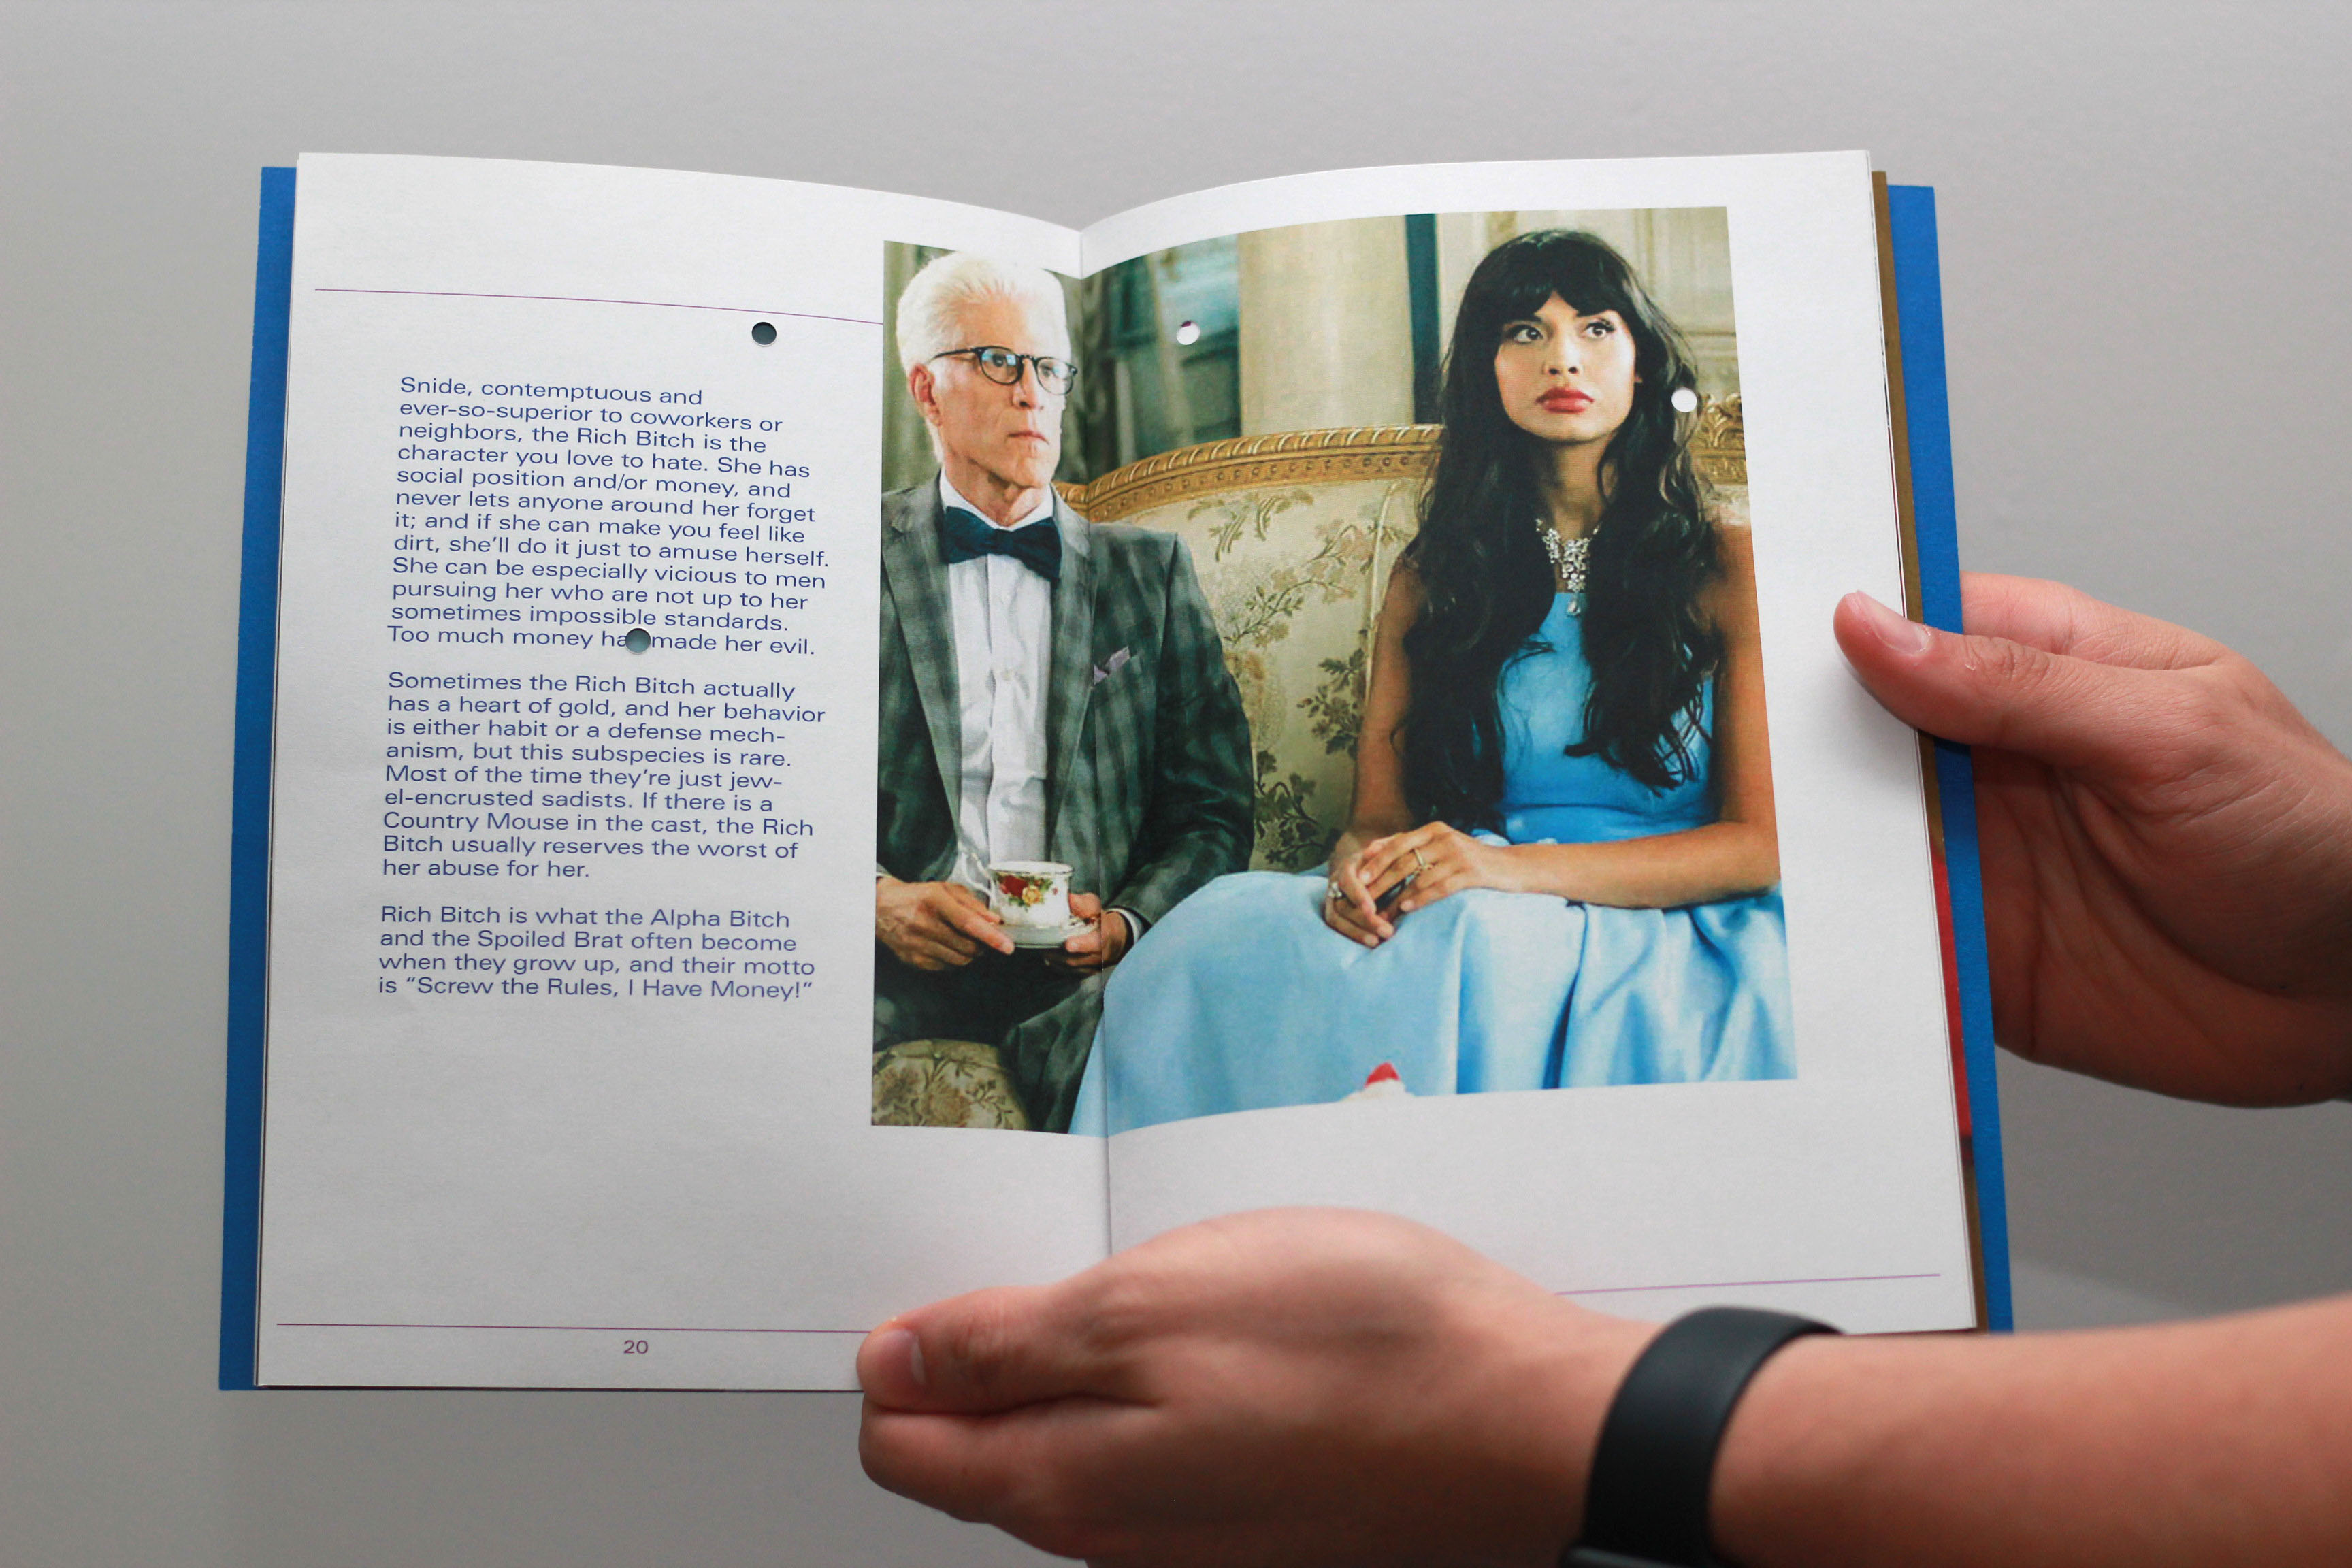 Snide, contemptuous and
ever-so-superior to coworkers or
neighbors, the Rich Bitch is the
character you love to hate. She has
social position and/or money, and
never lets anyone around her forget
it; and if she can make you feel like
dirt, she’ll do it just to amuse herself.
She can be especially vicious to men
pursuing her who are not up to her
sometimes impossible standards.
Too much money ha made her evil.
Sometimes the Rich Bitch actually
has a heart of gold, and her behavior
is either habit or a defense mech-
anism, but this subspecies is rare.
Most of the time they’re just jew-
el-encrusted sadists. If there is a
Country Mouse in the cast, the Rich
Bitch usually reserves the worst of
her abuse for her.
Rich Bitch is what the Alpha Bitch
and the Spoiled Brat often become
when they grow up, and their motto
is “Screw the Rules, I Have Money!”
20